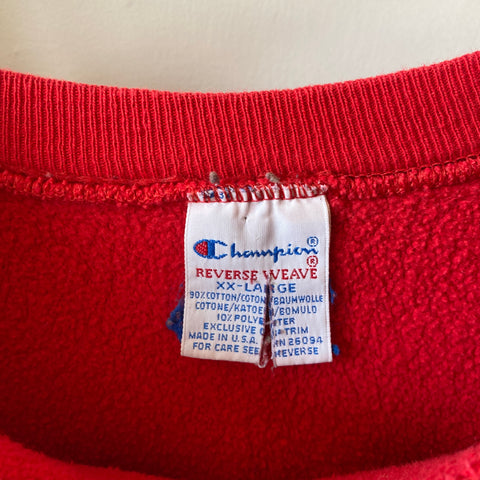 Champion®
REVERSE WEAVE®
XX-LARGE
90% COTTON/COTON/BAUMWOLLE
COTONE/KATOEN/BOMULD
10% POLYESTER
EXCLUSIVE OF TRIM
MADE IN U.S.A. RN 26094
FOR CARE SEE REVERSE